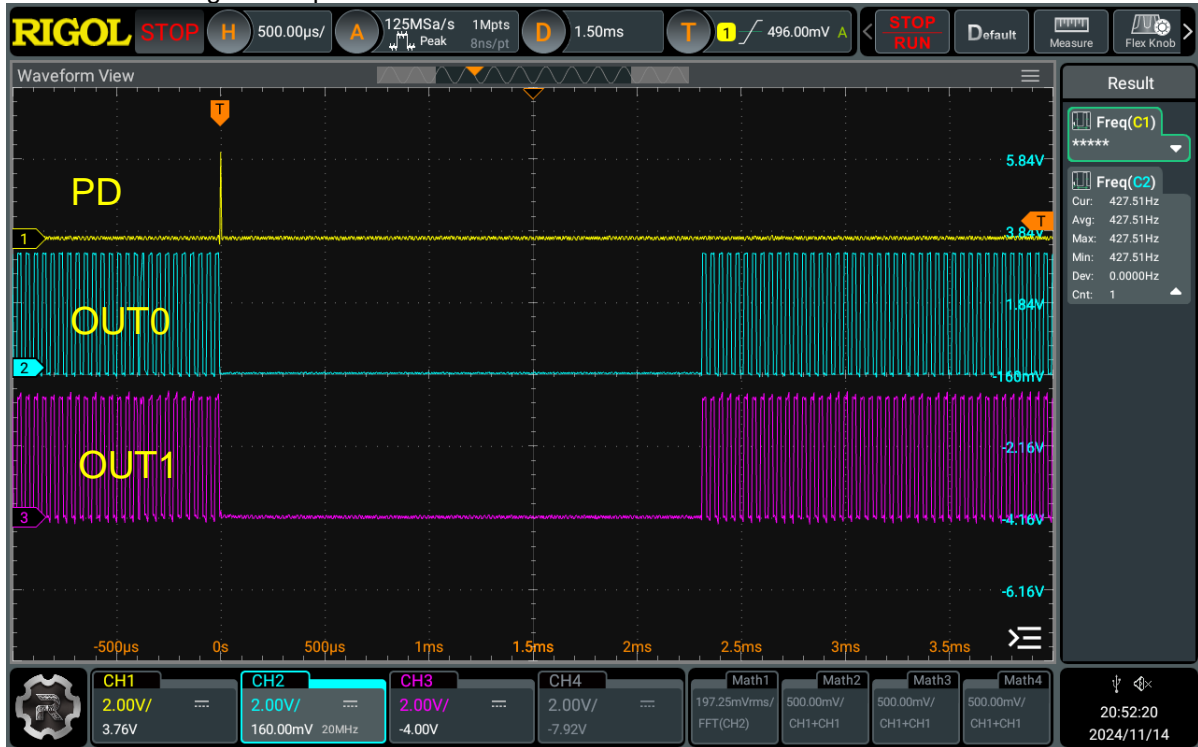 RIGOL STOP H 500.00μs/ A 125MSa/s 1Mpts
Peak 8ns/pt D 1.50ms T 1 496.00mV A < STOP
RUN Default Measure Flex Knob >
Waveform View
T
5.84V
PD
T
1
3.84V
OUT0
1.84V
2
-160mV
OUT1
-2.16V
3
-4.16V
-6.16V
-500μs 0s 500μs 1ms 1.5ms 2ms 2.5ms 3ms 3.5ms
Result
Freq(C1)
*****
Freq(C2)
Cur: 427.51Hz
Avg: 427.51Hz
Max: 427.51Hz
Min: 427.51Hz
Dev: 0.0000Hz
Cnt: 1
R
CH1
2.00V/
3.76V
CH2
2.00V/
160.00mV 20MHz
CH3
2.00V/
-4.00V
CH4
2.00V/
-7.92V
Math1
197.25mVrms/
FFT(CH2)
Math2
500.00mV/
CH1+CH1
Math3
500.00mV/
CH1+CH1
Math4
500.00mV/
CH1+CH1
20:52:20
2024/11/14